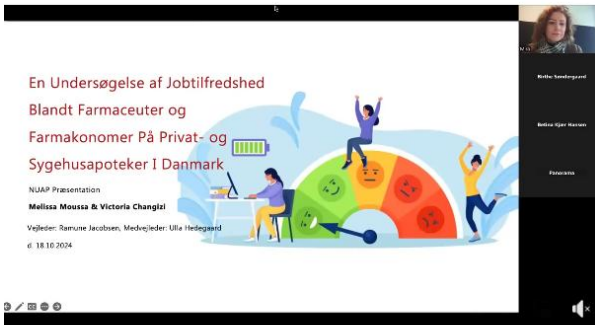 En Undersøgelse af Jobtilfredshed
Blandt Farmaceuter og
Farmakonomer På Privat- og
Sygehusapoteker I Danmark
NUAP Præsentation
Melissa Moussa & Victoria Changizi
Vejleder: Ramune Jacobsen, Medvejleder: Ulla Hedegaard
d. 18.10.2024
Birthe Søndergaard
Betina Kjær Hansen
Panorama